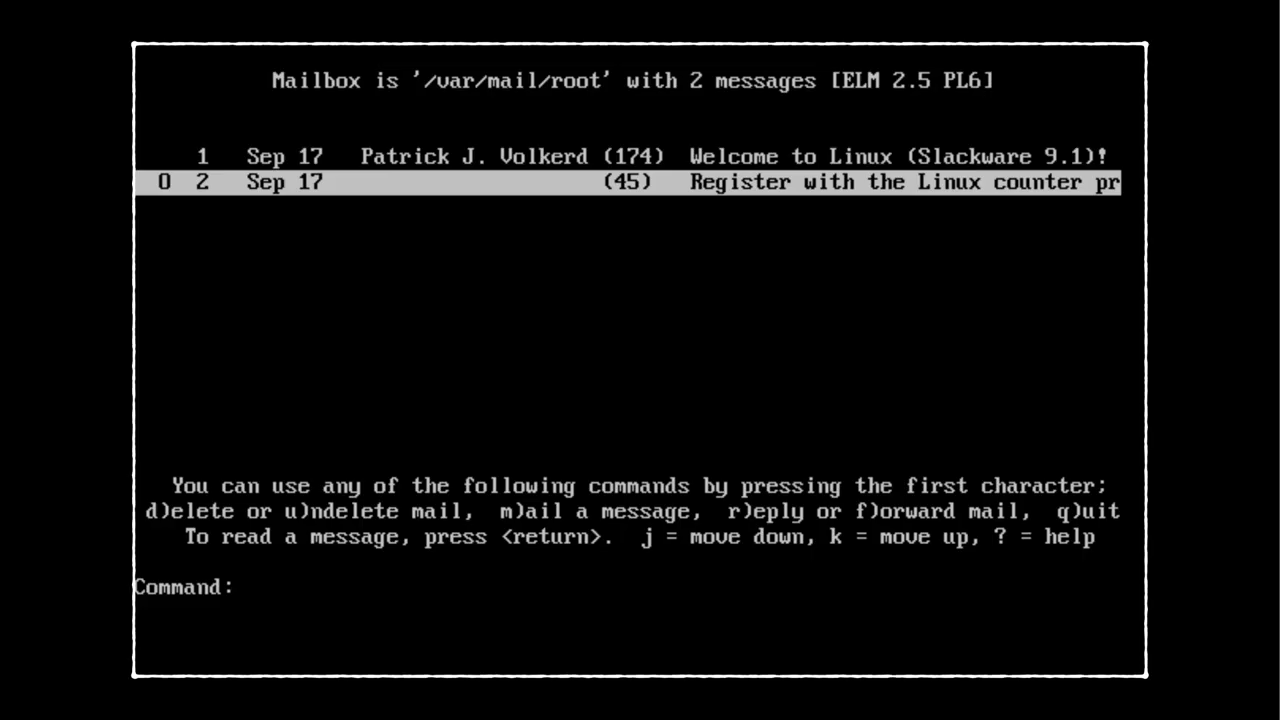 Mailbox is '/var/mail/root' with 2 messages [ELM 2.5 PL6]
1 Sep 17 Patrick J. Volkerd (174) Welcome to Linux (Slackware 9.1)!
O 2 Sep 17 (45) Register with the Linux counter pr
You can use any of the following commands by pressing the first character;
d)elete or u)ndelete mail, m)ail a message, r)eply or f)orward mail, q)uit
To read a message, press <return>. j = move down, k = move up, ? = help
Command: